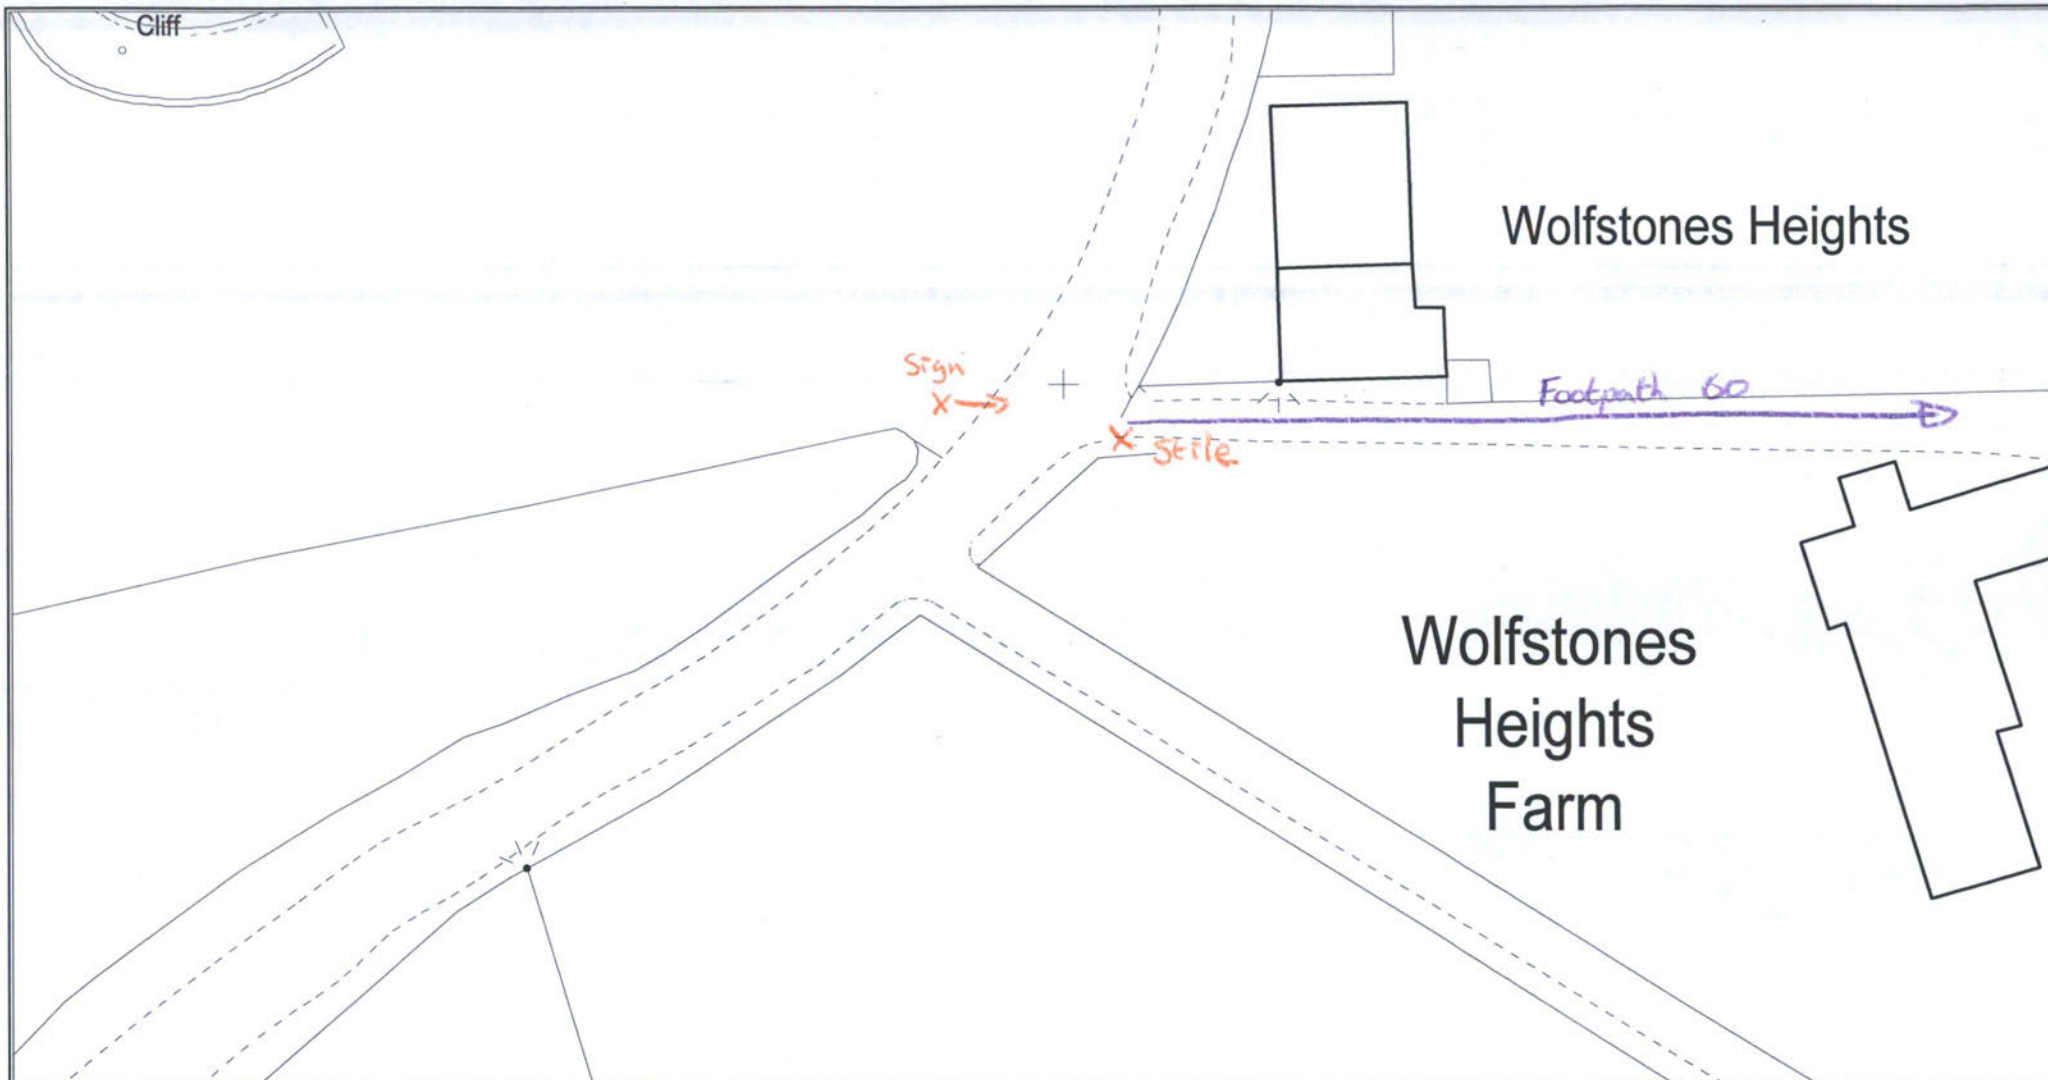 Cliff
Wolfstones Heights
Sign
X
Footpath 60
X Stile
Wolfstones
Heights
Farm